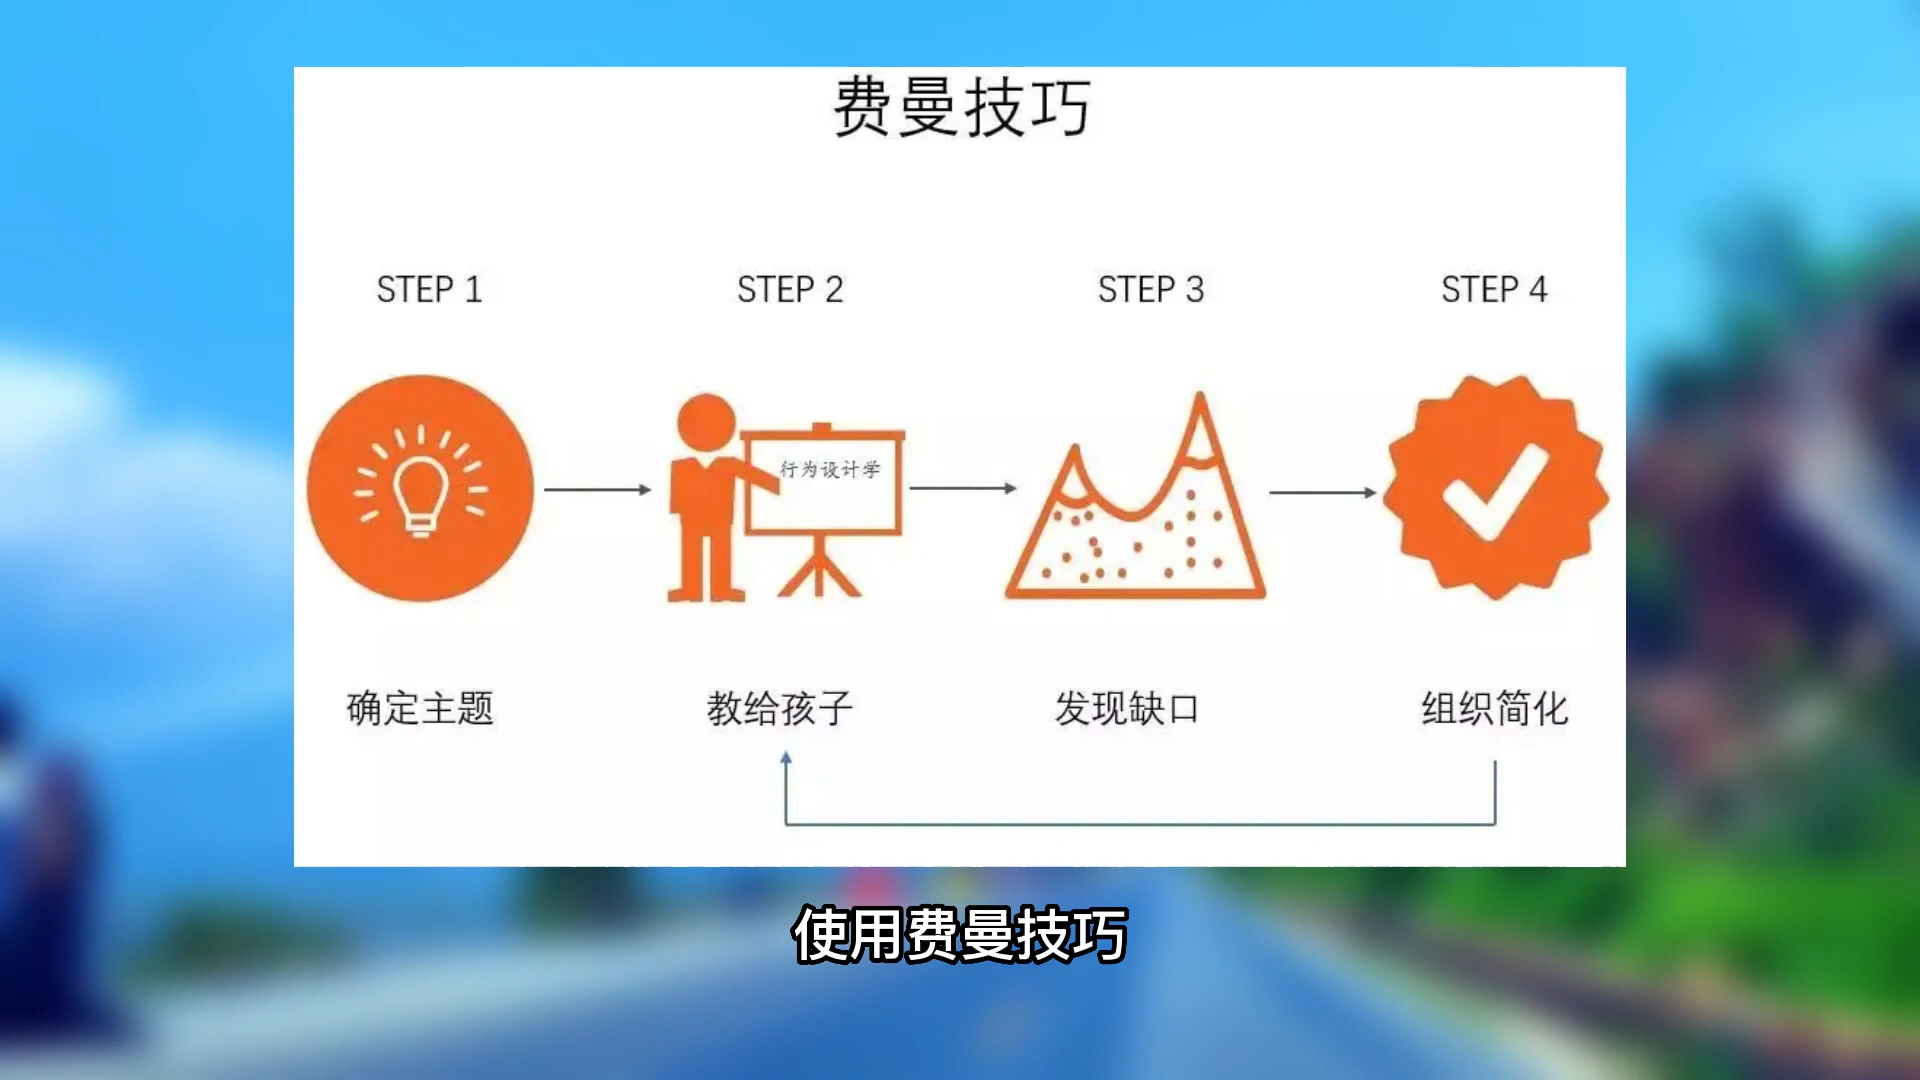 费曼技巧
STEP 1
STEP 2
STEP 3
STEP 4
行为设计学
确定主题
教给孩子
发现缺口
组织简化
使用费曼技巧